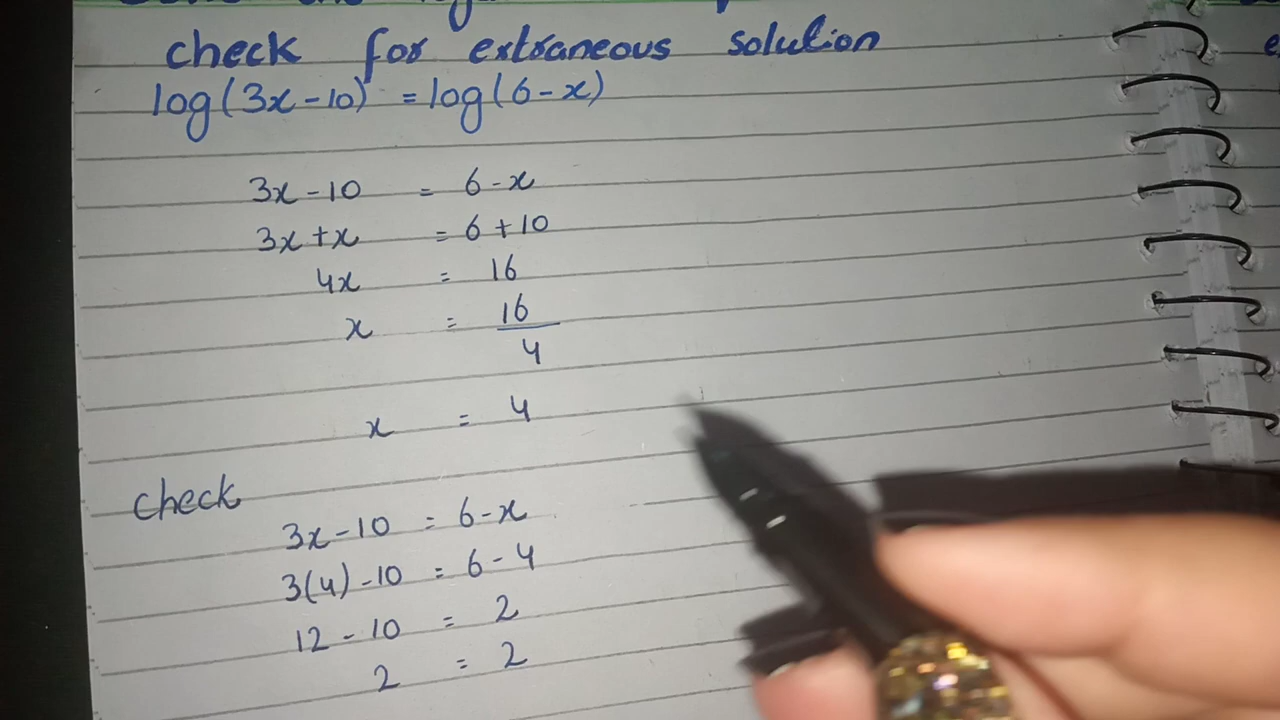 the
check for extraneous solution
log(3x-10) = log(6-x)
3x-10 = 6-x
3x+x = 6+10
4x = 16
x = 16/4
x = 4
check
3x-10 = 6-x
3(4)-10 = 6-4
12-10 = 2
2 = 2